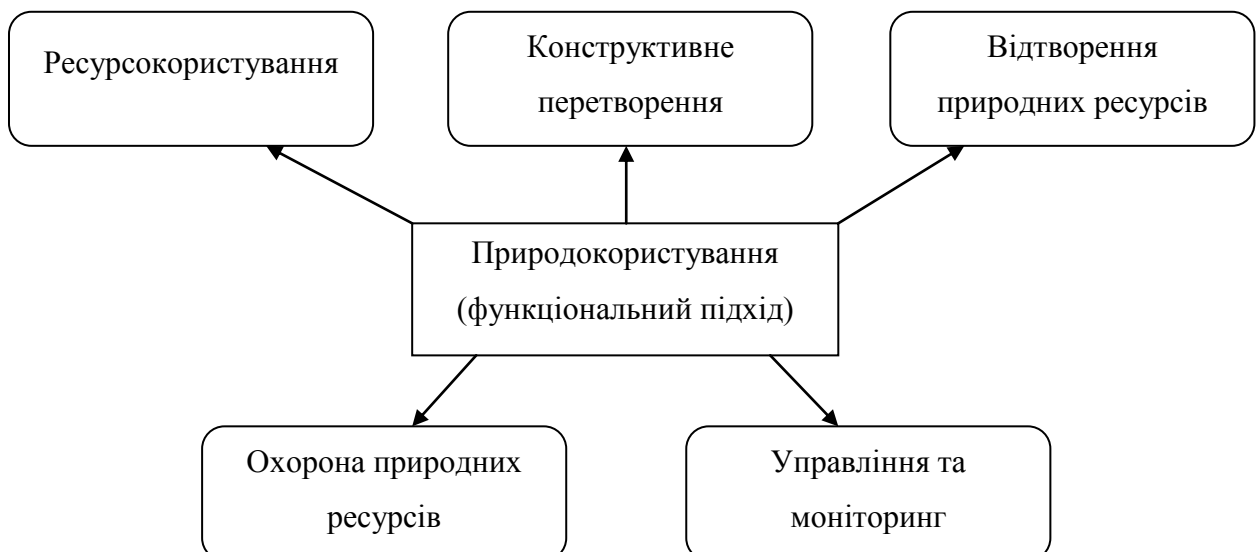 Ресурсокористування
Конструктивне
перетворення
Відтворення
природних ресурсів
Природокористування
(функціональний підхід)
Охорона природних
ресурсів
Управління та
моніторинг